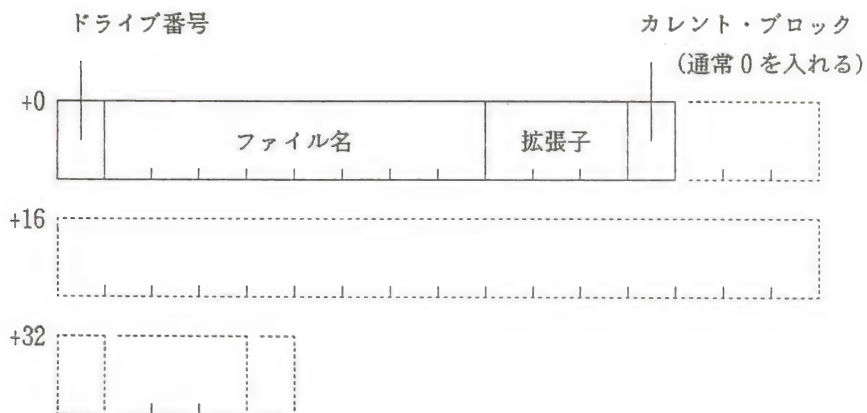 ドライブ番号
カレント・ブロック
(通常0を入れる)
+0
ファイル名
拡張子
+16
+32